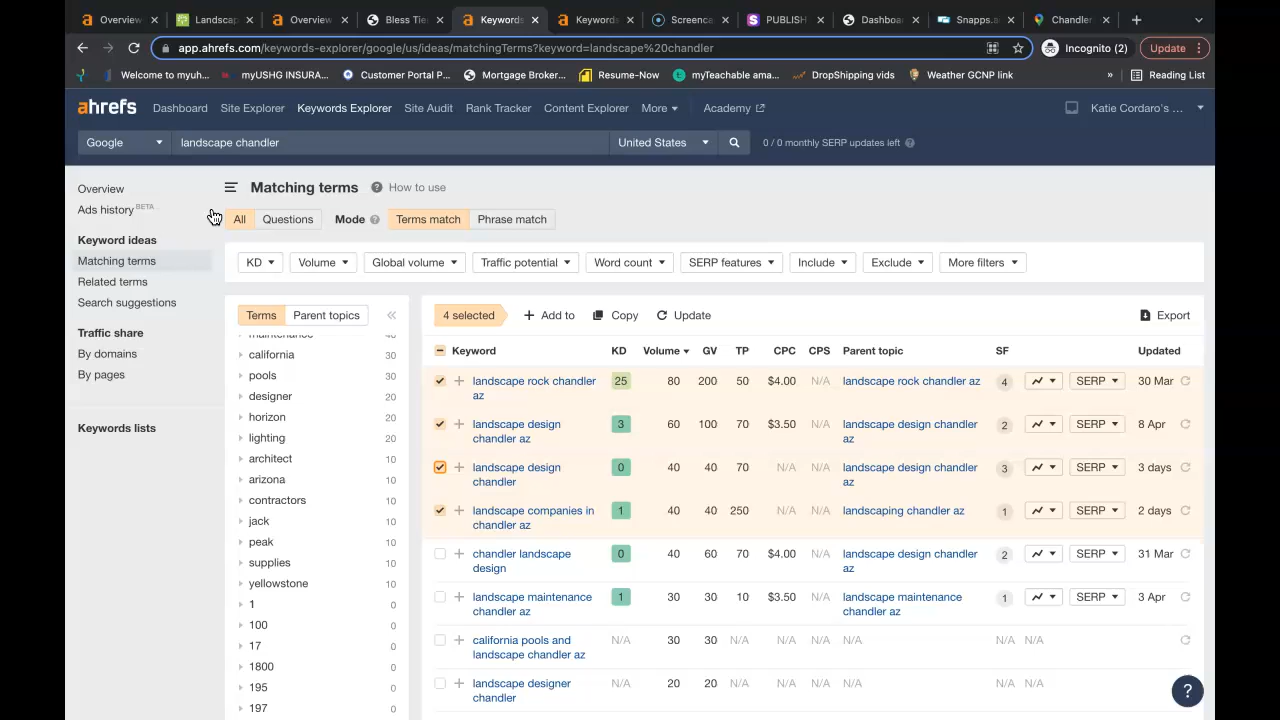 Overview
Landscap
Overview
Bless Tie
Keywords
Keywords
Screenca
PUBLISH
Dashboa
Snapps.a
Chandler
app.ahrefs.com/keywords-explorer/google/us/ideas/matchingTerms?keyword=landscape%20chandler
Incognito (2)
Update
Welcome to myuh...
myUSHG INSURA...
Customer Portal P...
Mortgage Broker...
Resume-Now
myTeachable ama...
DropShipping vids
Weather GCNP link
»
Reading List
ahrefs
Dashboard
Site Explorer
Keywords Explorer
Site Audit
Rank Tracker
Content Explorer
More
Academy
Katie Cordaro's ...
Google
landscape chandler
United States
0 / 0 monthly SERP updates left
Overview
Ads history BETA
Keyword ideas
Matching terms
Related terms
Search suggestions
Traffic share
By domains
By pages
Keywords lists
Matching terms
? How to use
All
Questions
Mode
Terms match
Phrase match
KD
Volume
Global volume
Traffic potential
Word count
SERP features
Include
Exclude
More filters
Terms
Parent topics
maintenance 40
california 30
pools 30
designer 20
horizon 20
lighting 20
architect 10
arizona 10
contractors 10
jack 10
peak 10
supplies 10
yellowstone 10
1 0
100 0
17 0
1800 0
195 0
197 0
4 selected
Add to
Copy
Update
Export
Keyword KD Volume GV TP CPC CPS Parent topic SF Updated
landscape rock chandler 25 80 200 50 $4.00 N/A landscape rock chandler az 4 SERP 30 Mar
az
landscape design 3 60 100 70 $3.50 N/A landscape design chandler 2 SERP 8 Apr
chandler az az
landscape design 0 40 40 70 N/A N/A landscape design chandler 3 SERP 3 days
chandler az
landscape companies in 1 40 40 250 N/A N/A landscaping chandler az 1 SERP 2 days
chandler az
chandler landscape 0 40 60 70 $4.00 N/A landscape design chandler 2 SERP 31 Mar
design az
landscape maintenance 1 30 30 10 $3.50 N/A landscape maintenance 1 SERP 3 Apr
chandler az chandler az
california pools and N/A 30 30 N/A N/A N/A N/A N/A N/A
landscape chandler az
landscape designer N/A 20 20 N/A N/A N/A N/A N/A N/A
chandler
?